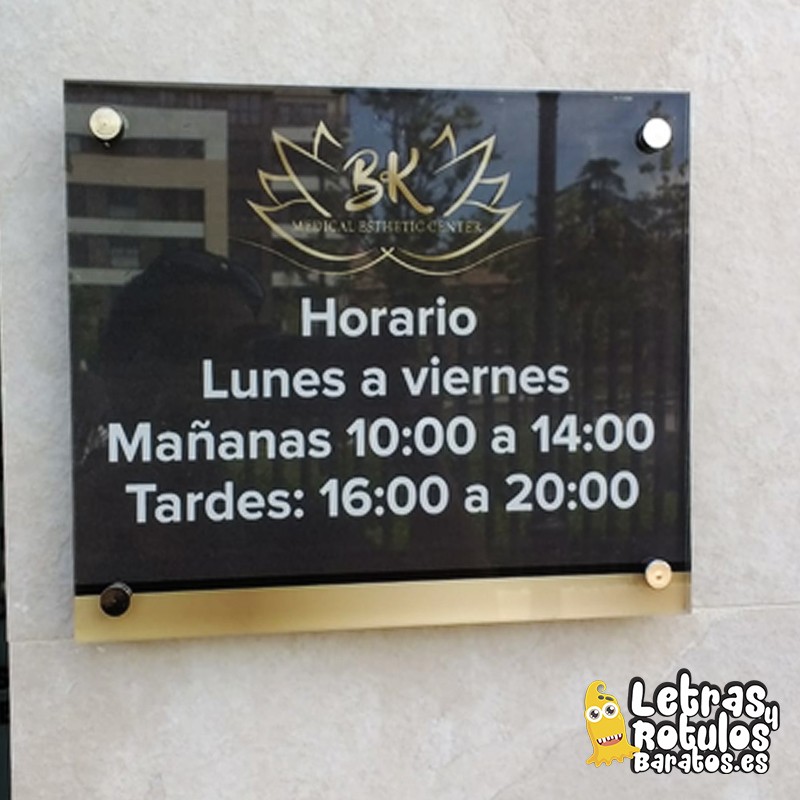 BK
MEDICAL ESTHETIC CENTER
Horario
Lunes a viernes
Mañanas 10:00 a 14:00
Tardes: 16:00 a 20:00
Letras y
Rotulos
Baratos.es